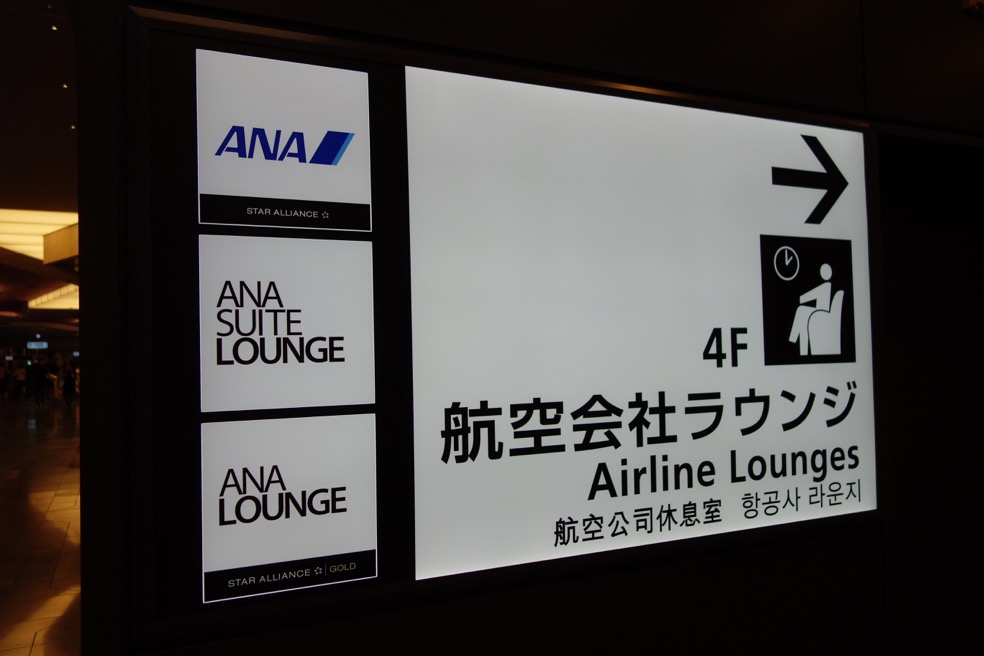 ANA
STAR ALLIANCE
ANA
SUITE
LOUNGE
ANA
LOUNGE
STAR ALLIANCE GOLD
4F
航空会社ラウンジ
Airline Lounges
航空公司休息室 항공사 라운지